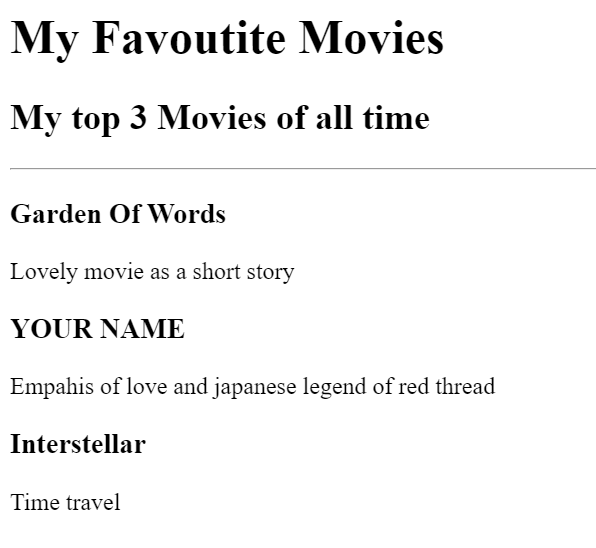 My Favoutite Movies
My top 3 Movies of all time
Garden Of Words
Lovely movie as a short story
YOUR NAME
Empahis of love and japanese legend of red thread
Interstellar
Time travel